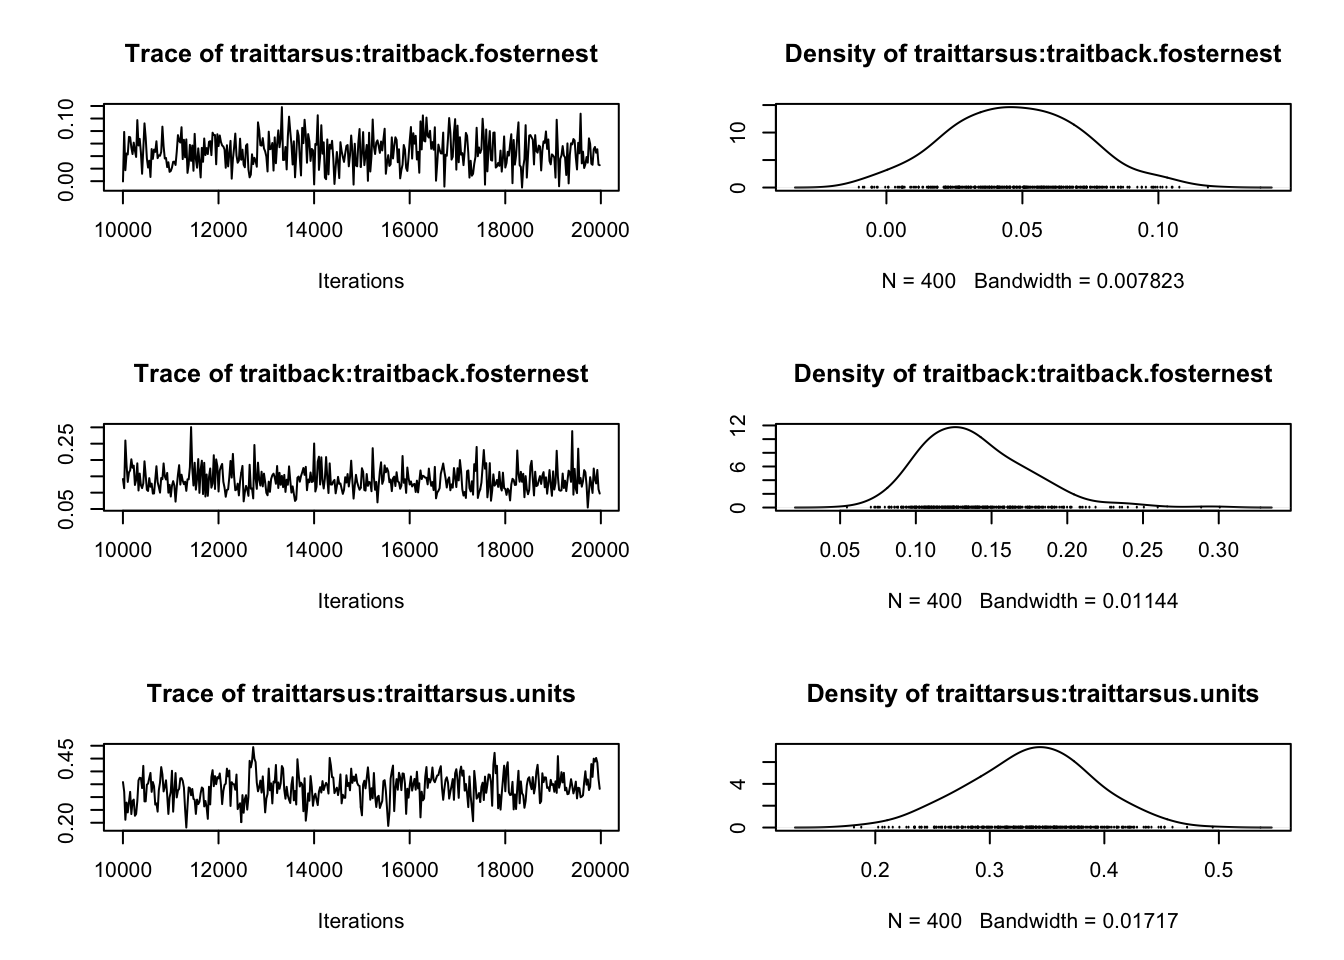 Trace of traittarsus:traitback.fosternest
0.00 0.10
10000 12000 14000 16000 18000 20000
Iterations
Density of traittarsus:traitback.fosternest
0 10
0.00 0.05 0.10
N = 400 Bandwidth = 0.007823
Trace of traitback:traitback.fosternest
0.05 0.25
10000 12000 14000 16000 18000 20000
Iterations
Density of traitback:traitback.fosternest
0 6 12
0.05 0.10 0.15 0.20 0.25 0.30
N = 400 Bandwidth = 0.01144
Trace of traittarsus:traittarsus.units
0.20 0.45
10000 12000 14000 16000 18000 20000
Iterations
Density of traittarsus:traittarsus.units
0 4
0.2 0.3 0.4 0.5
N = 400 Bandwidth = 0.01717